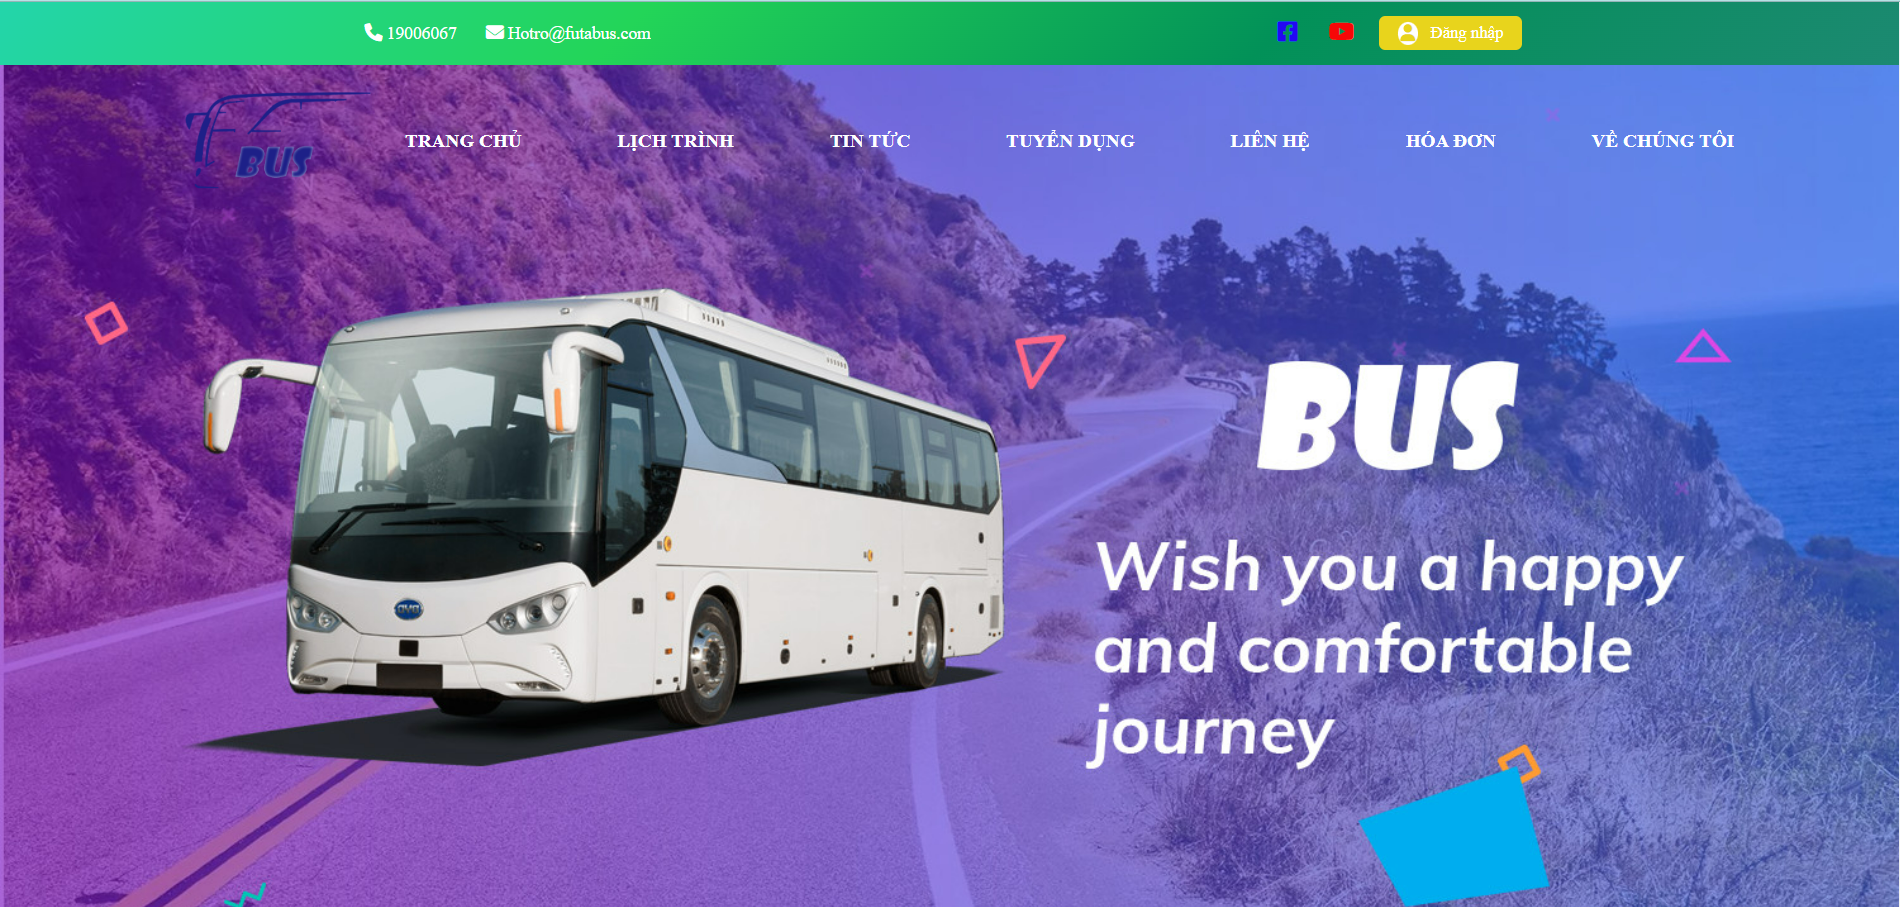 19006067 Hotro@futabus.com Đăng nhập
F BUS
TRANG CHỦ LỊCH TRÌNH TIN TỨC TUYỂN DỤNG LIÊN HỆ HÓA ĐƠN VỀ CHÚNG TÔI
BUS
Wish you a happy
and comfortable
journey